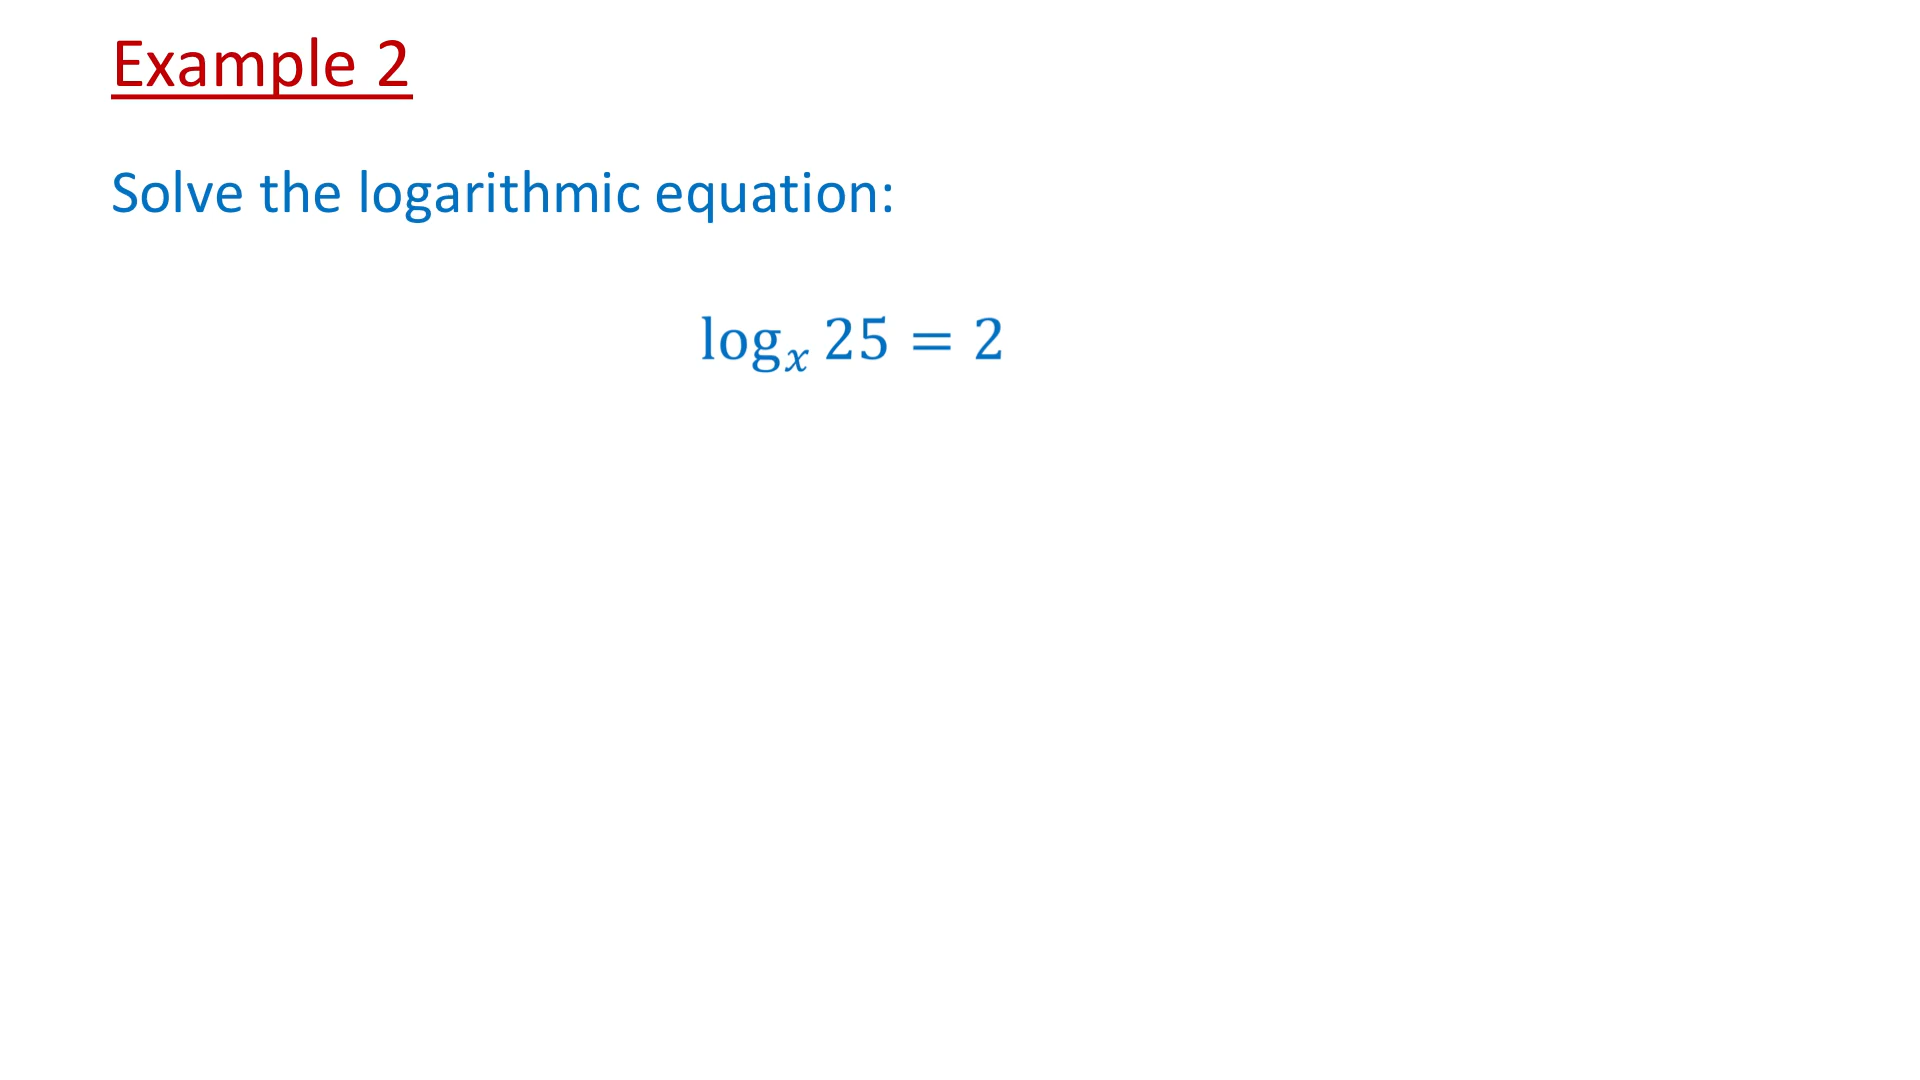 Example 2
Solve the logarithmic equation:
logₓ 25 = 2